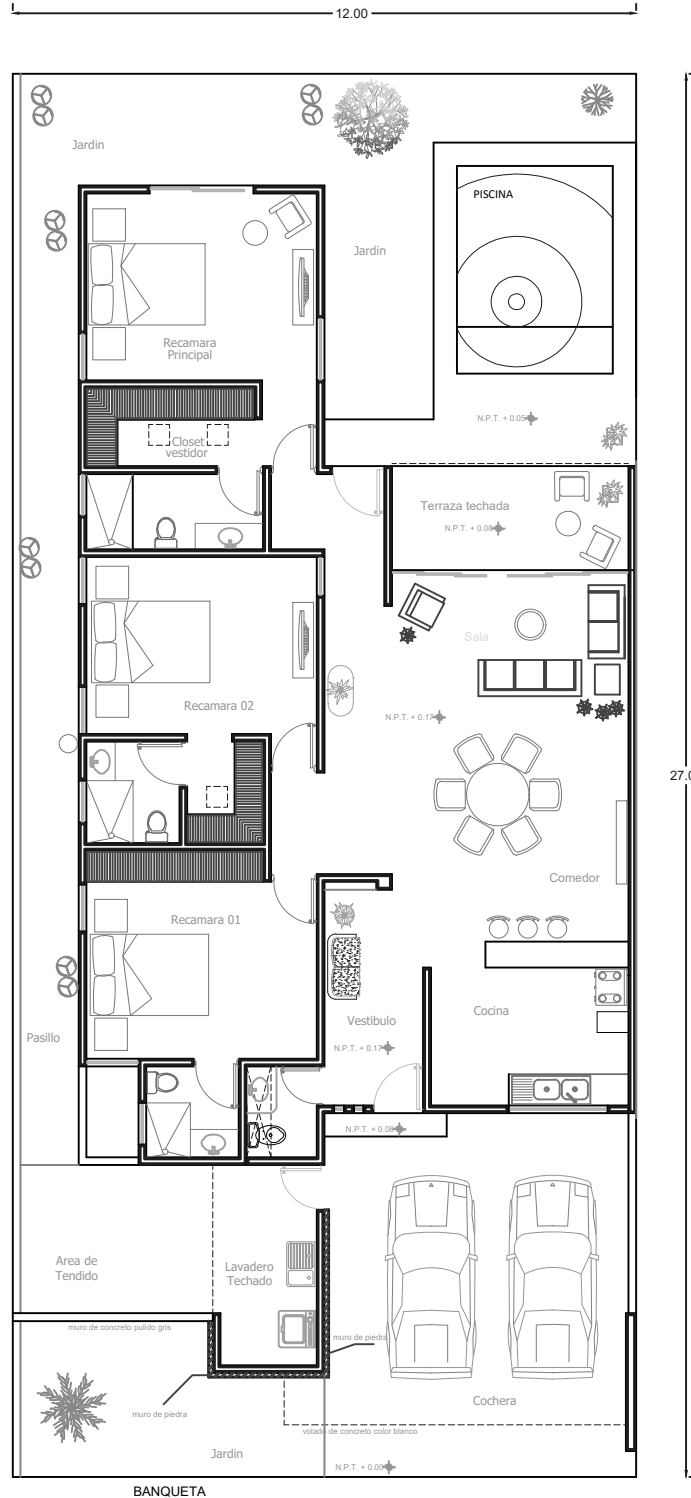 12.00
Jardin
PISCINA
Jardin
Recamara
Principal
N.P.T. + 0.05
Closet
vestidor
Terraza techada
N.P.T. + 0.08
Sala
Recamara 02
N.P.T. + 0.17
27.0
Comedor
Recamara 01
Cocina
Vestibulo
Pasillo
N.P.T. + 0.17
N.P.T. + 0.08
Area de
Tendido
Lavadero
Techado
muro de concreto pulido gris
muro de piedra
Cochera
muro de piedra
volado de concreto color blanco
Jardin
N.P.T. + 0.00
BANQUETA